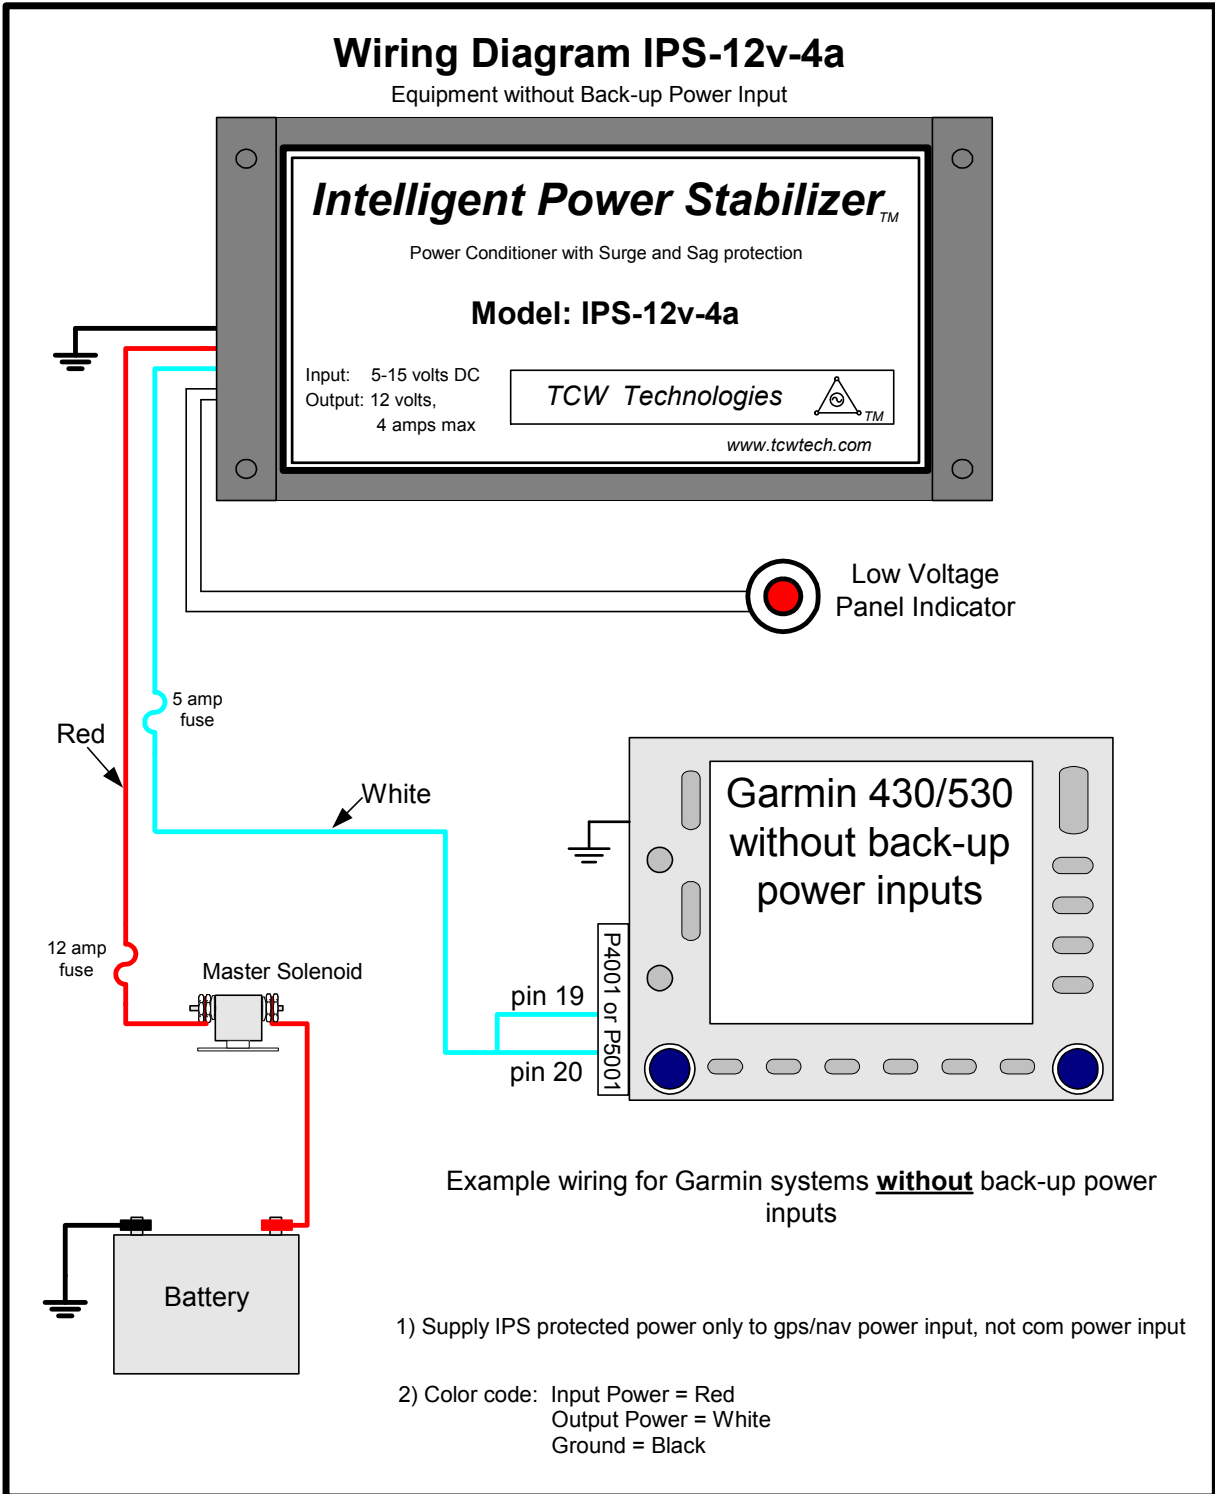 Wiring Diagram IPS-12v-4a
Equipment without Back-up Power Input
Intelligent Power Stabilizer TM
Power Conditioner with Surge and Sag protection
Model: IPS-12v-4a
Input: 5-15 volts DC
Output: 12 volts,
4 amps max
TCW Technologies
TM
www.tcwtech.com
Low Voltage
Panel Indicator
5 amp
fuse
Red
White
12 amp
fuse
Master Solenoid
Garmin 430/530
without back-up
power inputs
P4001 or P5001
pin 19
pin 20
Example wiring for Garmin systems without back-up power
inputs
Battery
1) Supply IPS protected power only to gps/nav power input, not com power input
2) Color code: Input Power = Red
Output Power = White
Ground = Black